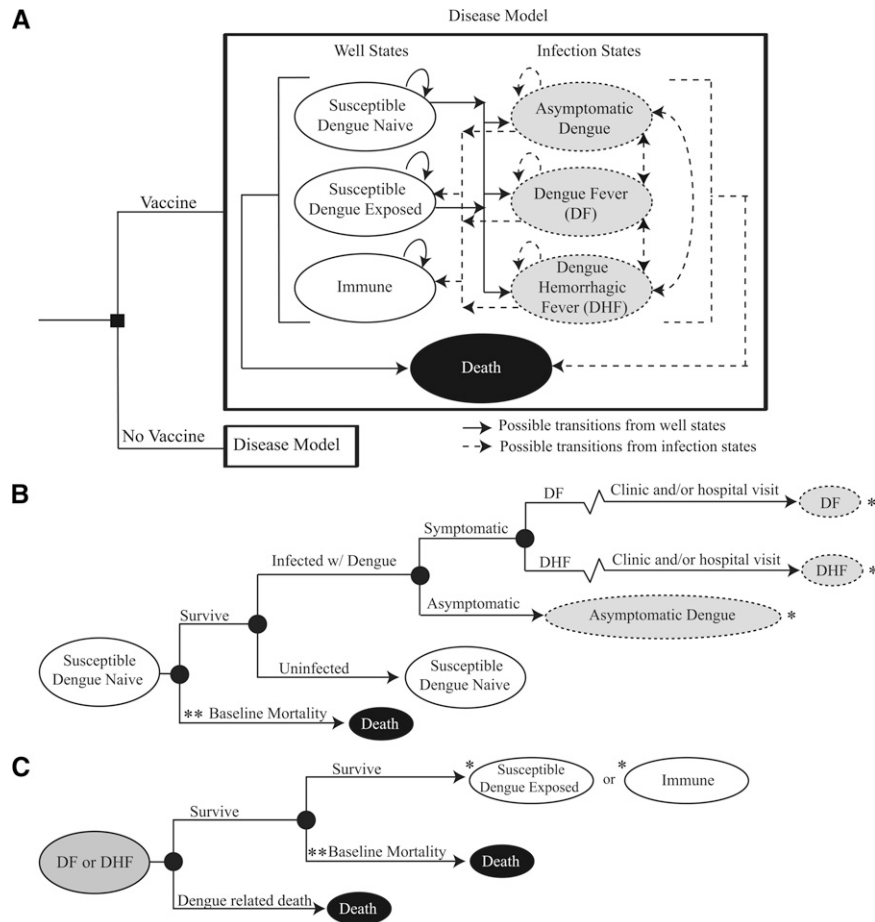 A
Disease Model
Well States
Infection States
Susceptible
Dengue Naive
Asymptomatic
Dengue
Vaccine
Susceptible
Dengue Exposed
Dengue Fever
(DF)
Immune
Dengue
Hemorrhagic
Fever (DHF)
Death
No Vaccine
Disease Model
Possible transitions from well states
Possible transitions from infection states
B
DF
Clinic and/or hospital visit
DF
*
Symptomatic
Infected w/ Dengue
DHF
Clinic and/or hospital visit
DHF
*
Asymptomatic
Asymptomatic Dengue
*
Survive
Susceptible
Dengue Naive
Uninfected
Susceptible
Dengue Naive
** Baseline Mortality
Death
C
Survive
*
Susceptible
Dengue Exposed
or
*
Immune
Survive
DF or DHF
**Baseline Mortality
Death
Dengue related death
Death